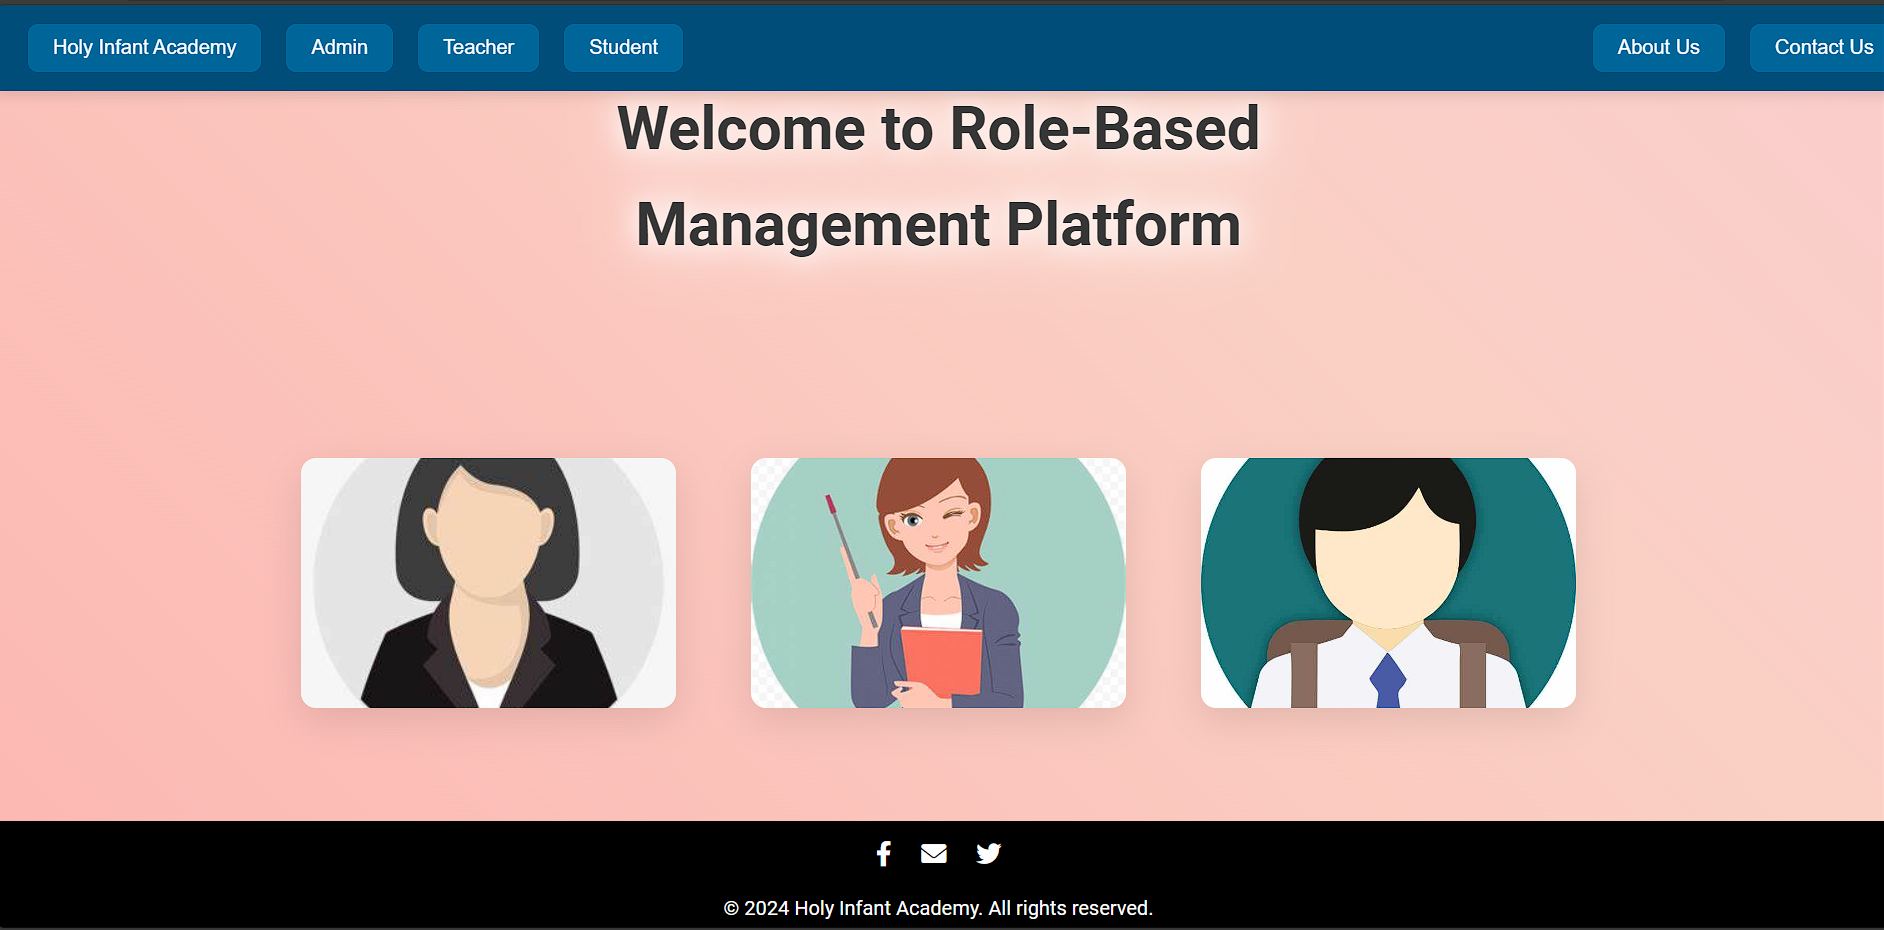 Holy Infant Academy Admin Teacher Student About Us Contact Us
Welcome to Role-Based
Management Platform
© 2024 Holy Infant Academy. All rights reserved.